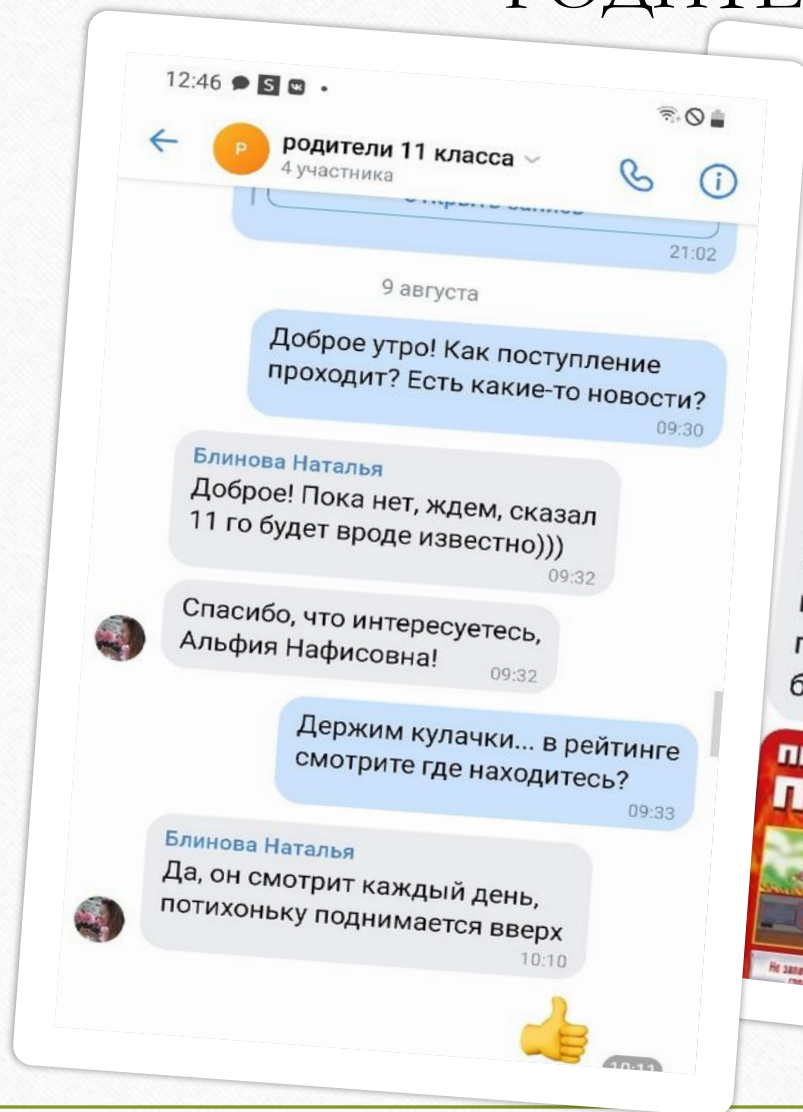 12:46
родители 11 класса
4 участника
21:02
9 августа
Доброе утро! Как поступление
проходит? Есть какие-то новости?
09:30
Блинова Наталья
Доброе! Пока нет, ждем, сказал
11 го будет вроде известно)))
09:32
Спасибо, что интересуетесь,
Альфия Нафисовна!
09:32
Держим кулачки... в рейтинге
смотрите где находитесь?
09:33
Блинова Наталья
Да, он смотрит каждый день,
потихоньку поднимается вверх
10:10
10:11